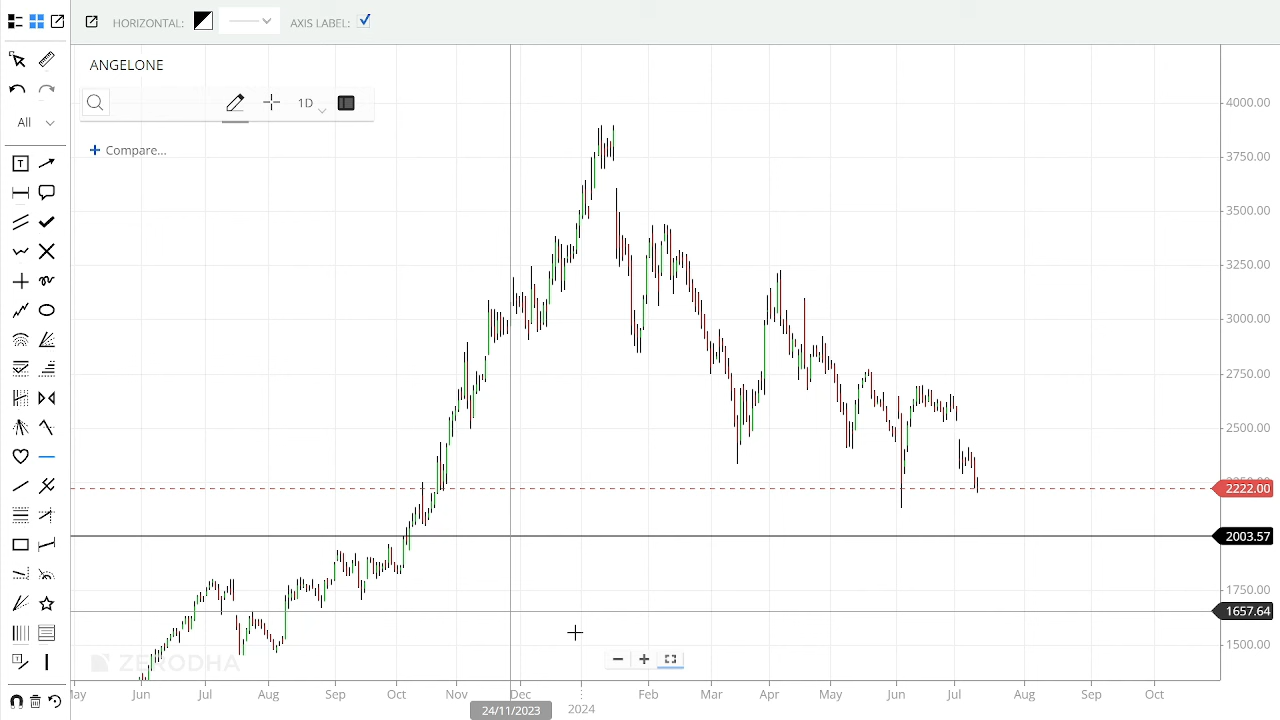 HORIZONTAL:
AXIS LABEL:
ANGELONE
1D
All
+ Compare...
T
4000.00
3750.00
3500.00
3250.00
3000.00
2750.00
2500.00
2222.00
2003.57
1750.00
1657.64
1500.00
ZERODHA
May Jun Jul Aug Sep Oct Nov Dec Feb Mar Apr May Jun Jul Aug Sep Oct
24/11/2023
2024